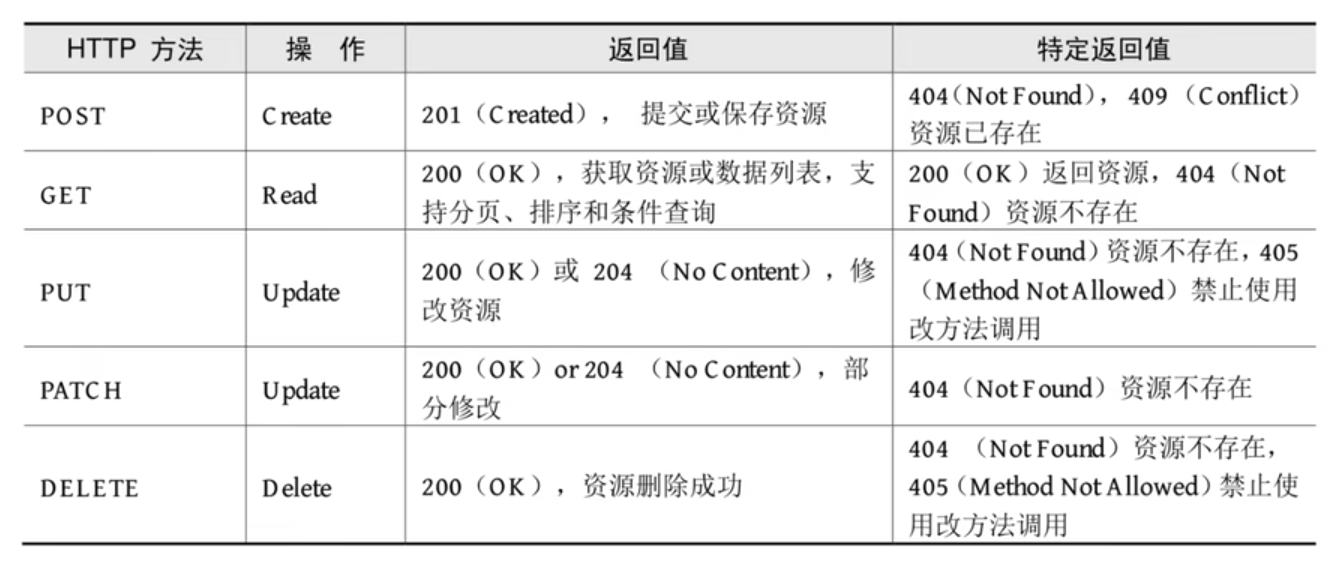 HTTP 方法 操 作 返回值 特定返回值
POST Create 201（Created）， 提交或保存资源 404（Not Found），409 （Conflict）
资源已存在
GET Read 200（OK），获取资源或数据列表，支
持分页、排序和条件查询
200（OK）返回资源，404（Not
Found）资源不存在
PUT Update 200（OK）或 204 （No Content），修
改资源
404（Not Found）资源不存在，405
（Method Not Allowed）禁止使用
改方法调用
PATCH Update 200（OK）or 204 （No Content），部
分修改
404（Not Found）资源不存在
DELETE Delete 200（OK），资源删除成功
404 （Not Found）资源不存在，
405（Method Not Allowed）禁止使
用改方法调用